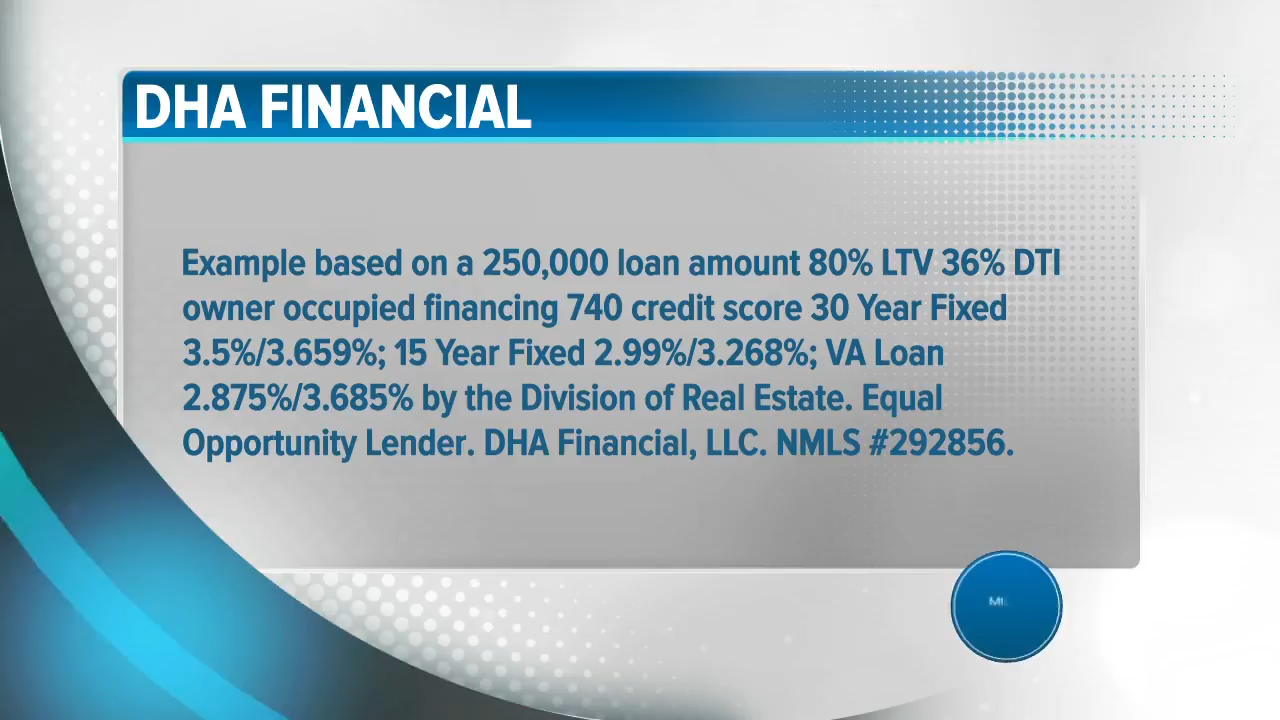 DHA FINANCIAL
Example based on a 250,000 loan amount 80% LTV 36% DTI
owner occupied financing 740 credit score 30 Year Fixed
3.5%/3.659%; 15 Year Fixed 2.99%/3.268%; VA Loan
2.875%/3.685% by the Division of Real Estate. Equal
Opportunity Lender. DHA Financial, LLC. NMLS #292856.